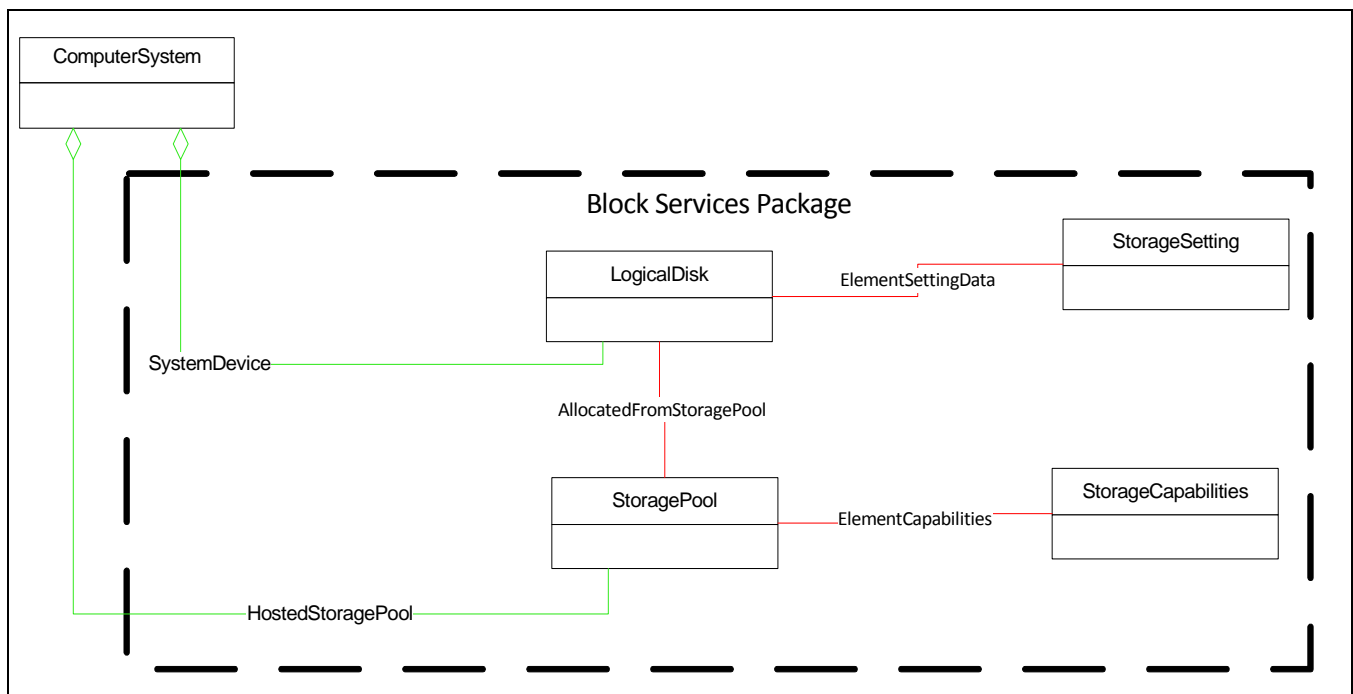 ComputerSystem
Block Services Package
StorageSetting
LogicalDisk
ElementSettingData
SystemDevice
AllocatedFromStoragePool
StorageCapabilities
StoragePool
ElementCapabilities
HostedStoragePool